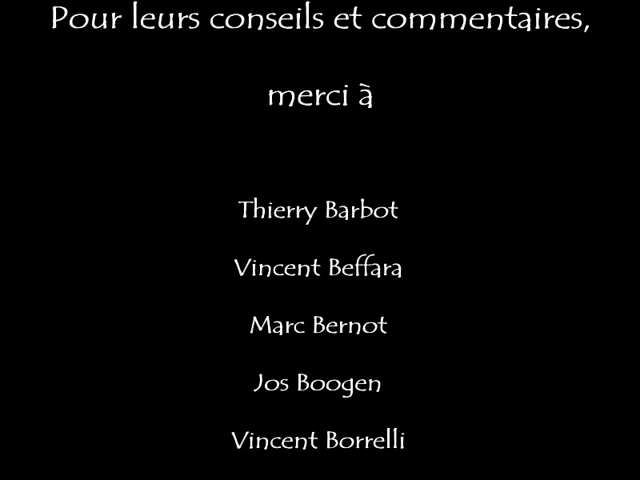 Pour leurs conseils et commentaires,
merci à
Thierry Barbot
Vincent Beffara
Marc Bernot
Jos Boogen
Vincent Borrelli